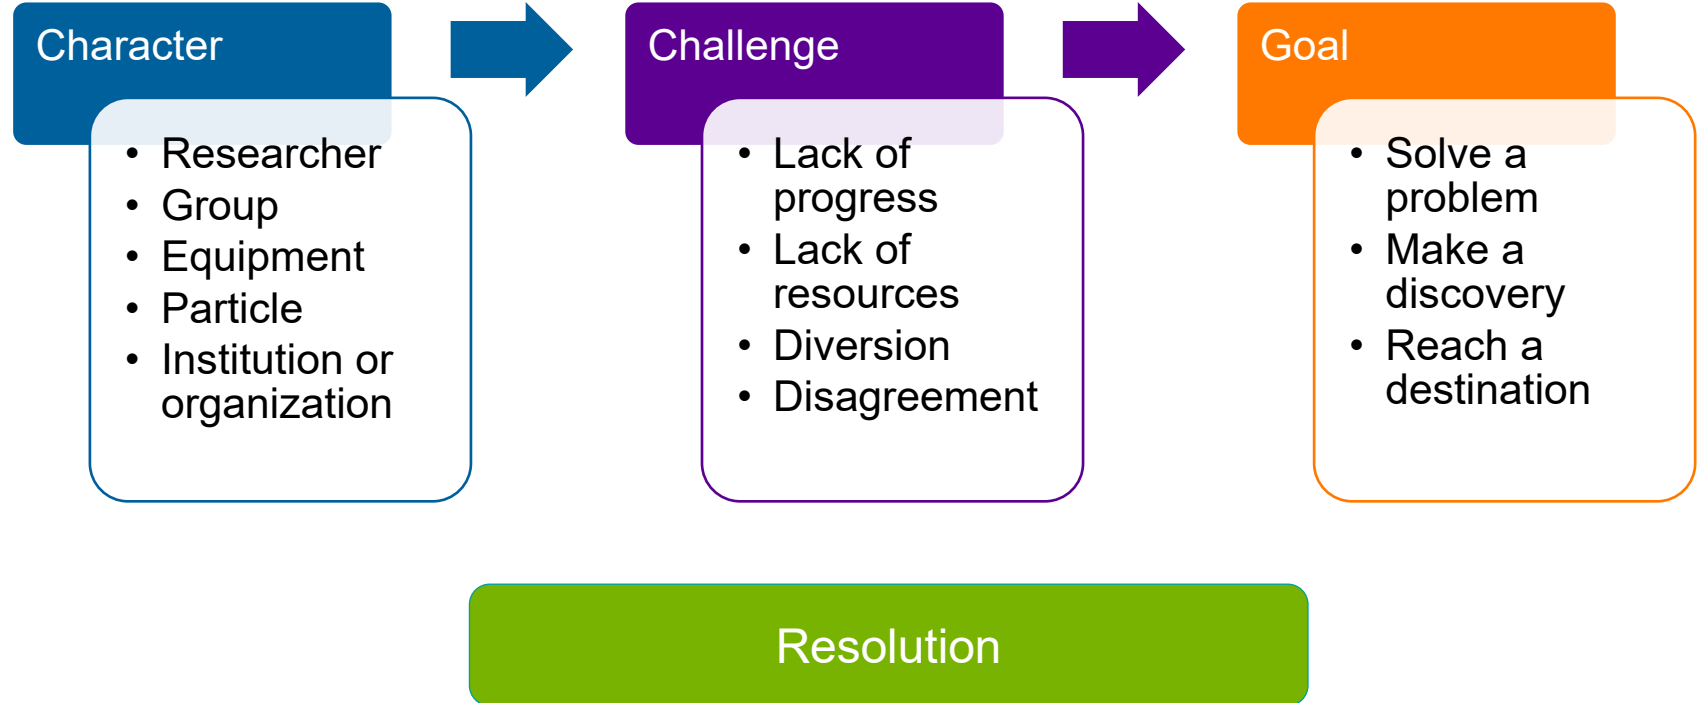 Character
• Researcher
• Group
• Equipment
• Particle
• Institution or
organization
Challenge
• Lack of
progress
• Lack of
resources
• Diversion
• Disagreement
Goal
• Solve a
problem
• Make a
discovery
• Reach a
destination
Resolution